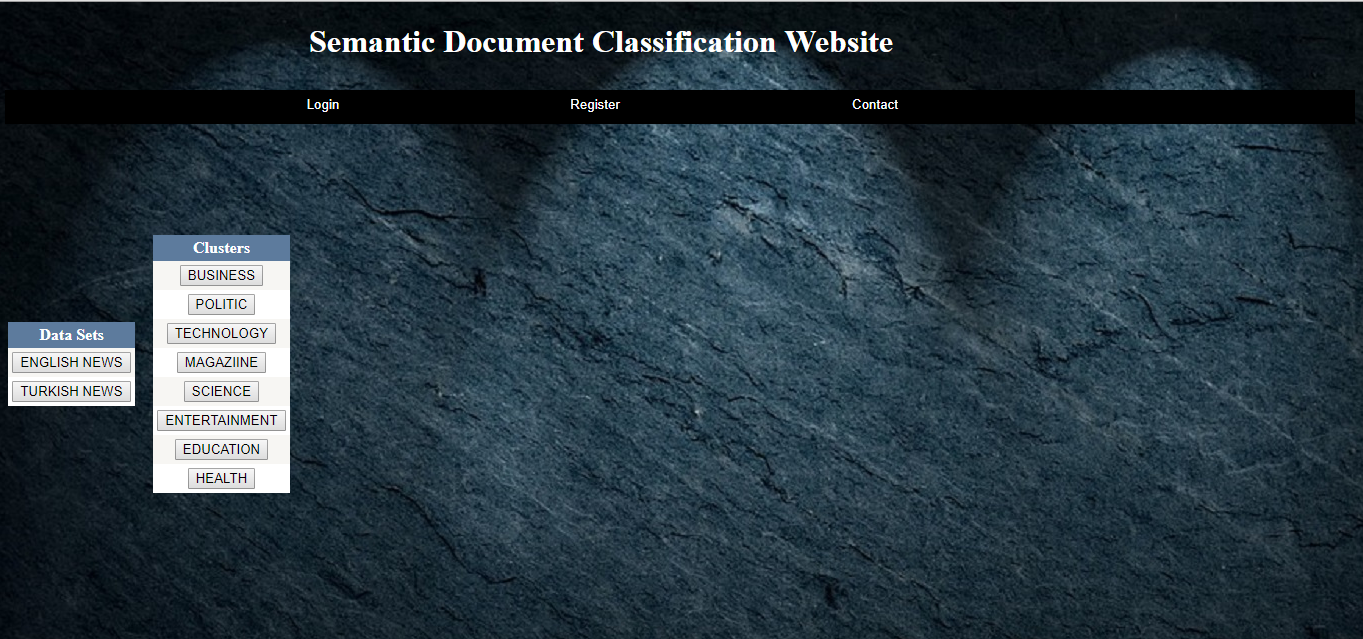 Semantic Document Classification Website
Login Register Contact
Data Sets
ENGLISH NEWS
TURKISH NEWS
Clusters
BUSINESS
POLITIC
TECHNOLOGY
MAGAZIINE
SCIENCE
ENTERTAINMENT
EDUCATION
HEALTH